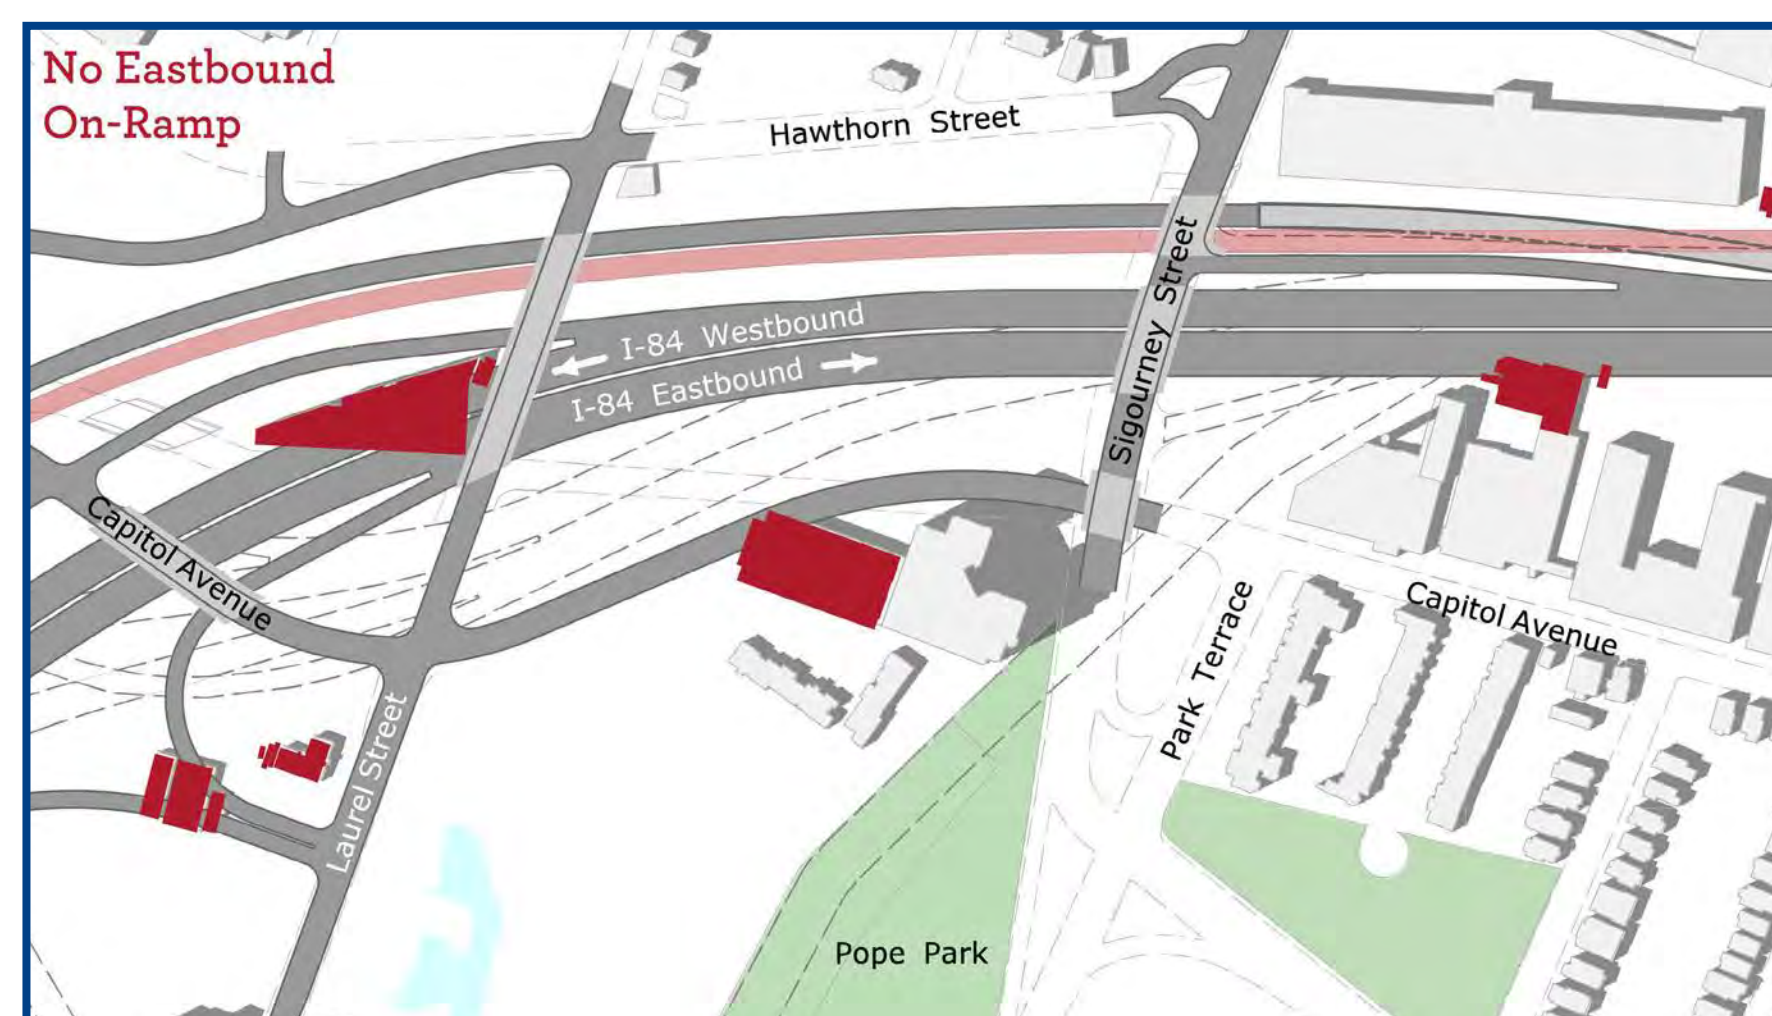 No Eastbound
On-Ramp
Hawthorn Street
Sigourney Street
I-84 Westbound
I-84 Eastbound
Capitol Avenue
Capitol Avenue
Park Terrace
Laurel Street
Pope Park